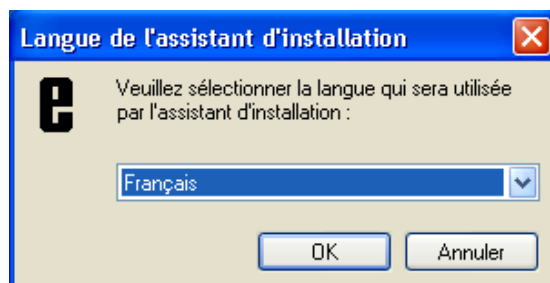 Langue de l'assistant d'installation
e
Veuillez sélectionner la langue qui sera utilisée
par l'assistant d'installation :
Français
OK Annuler